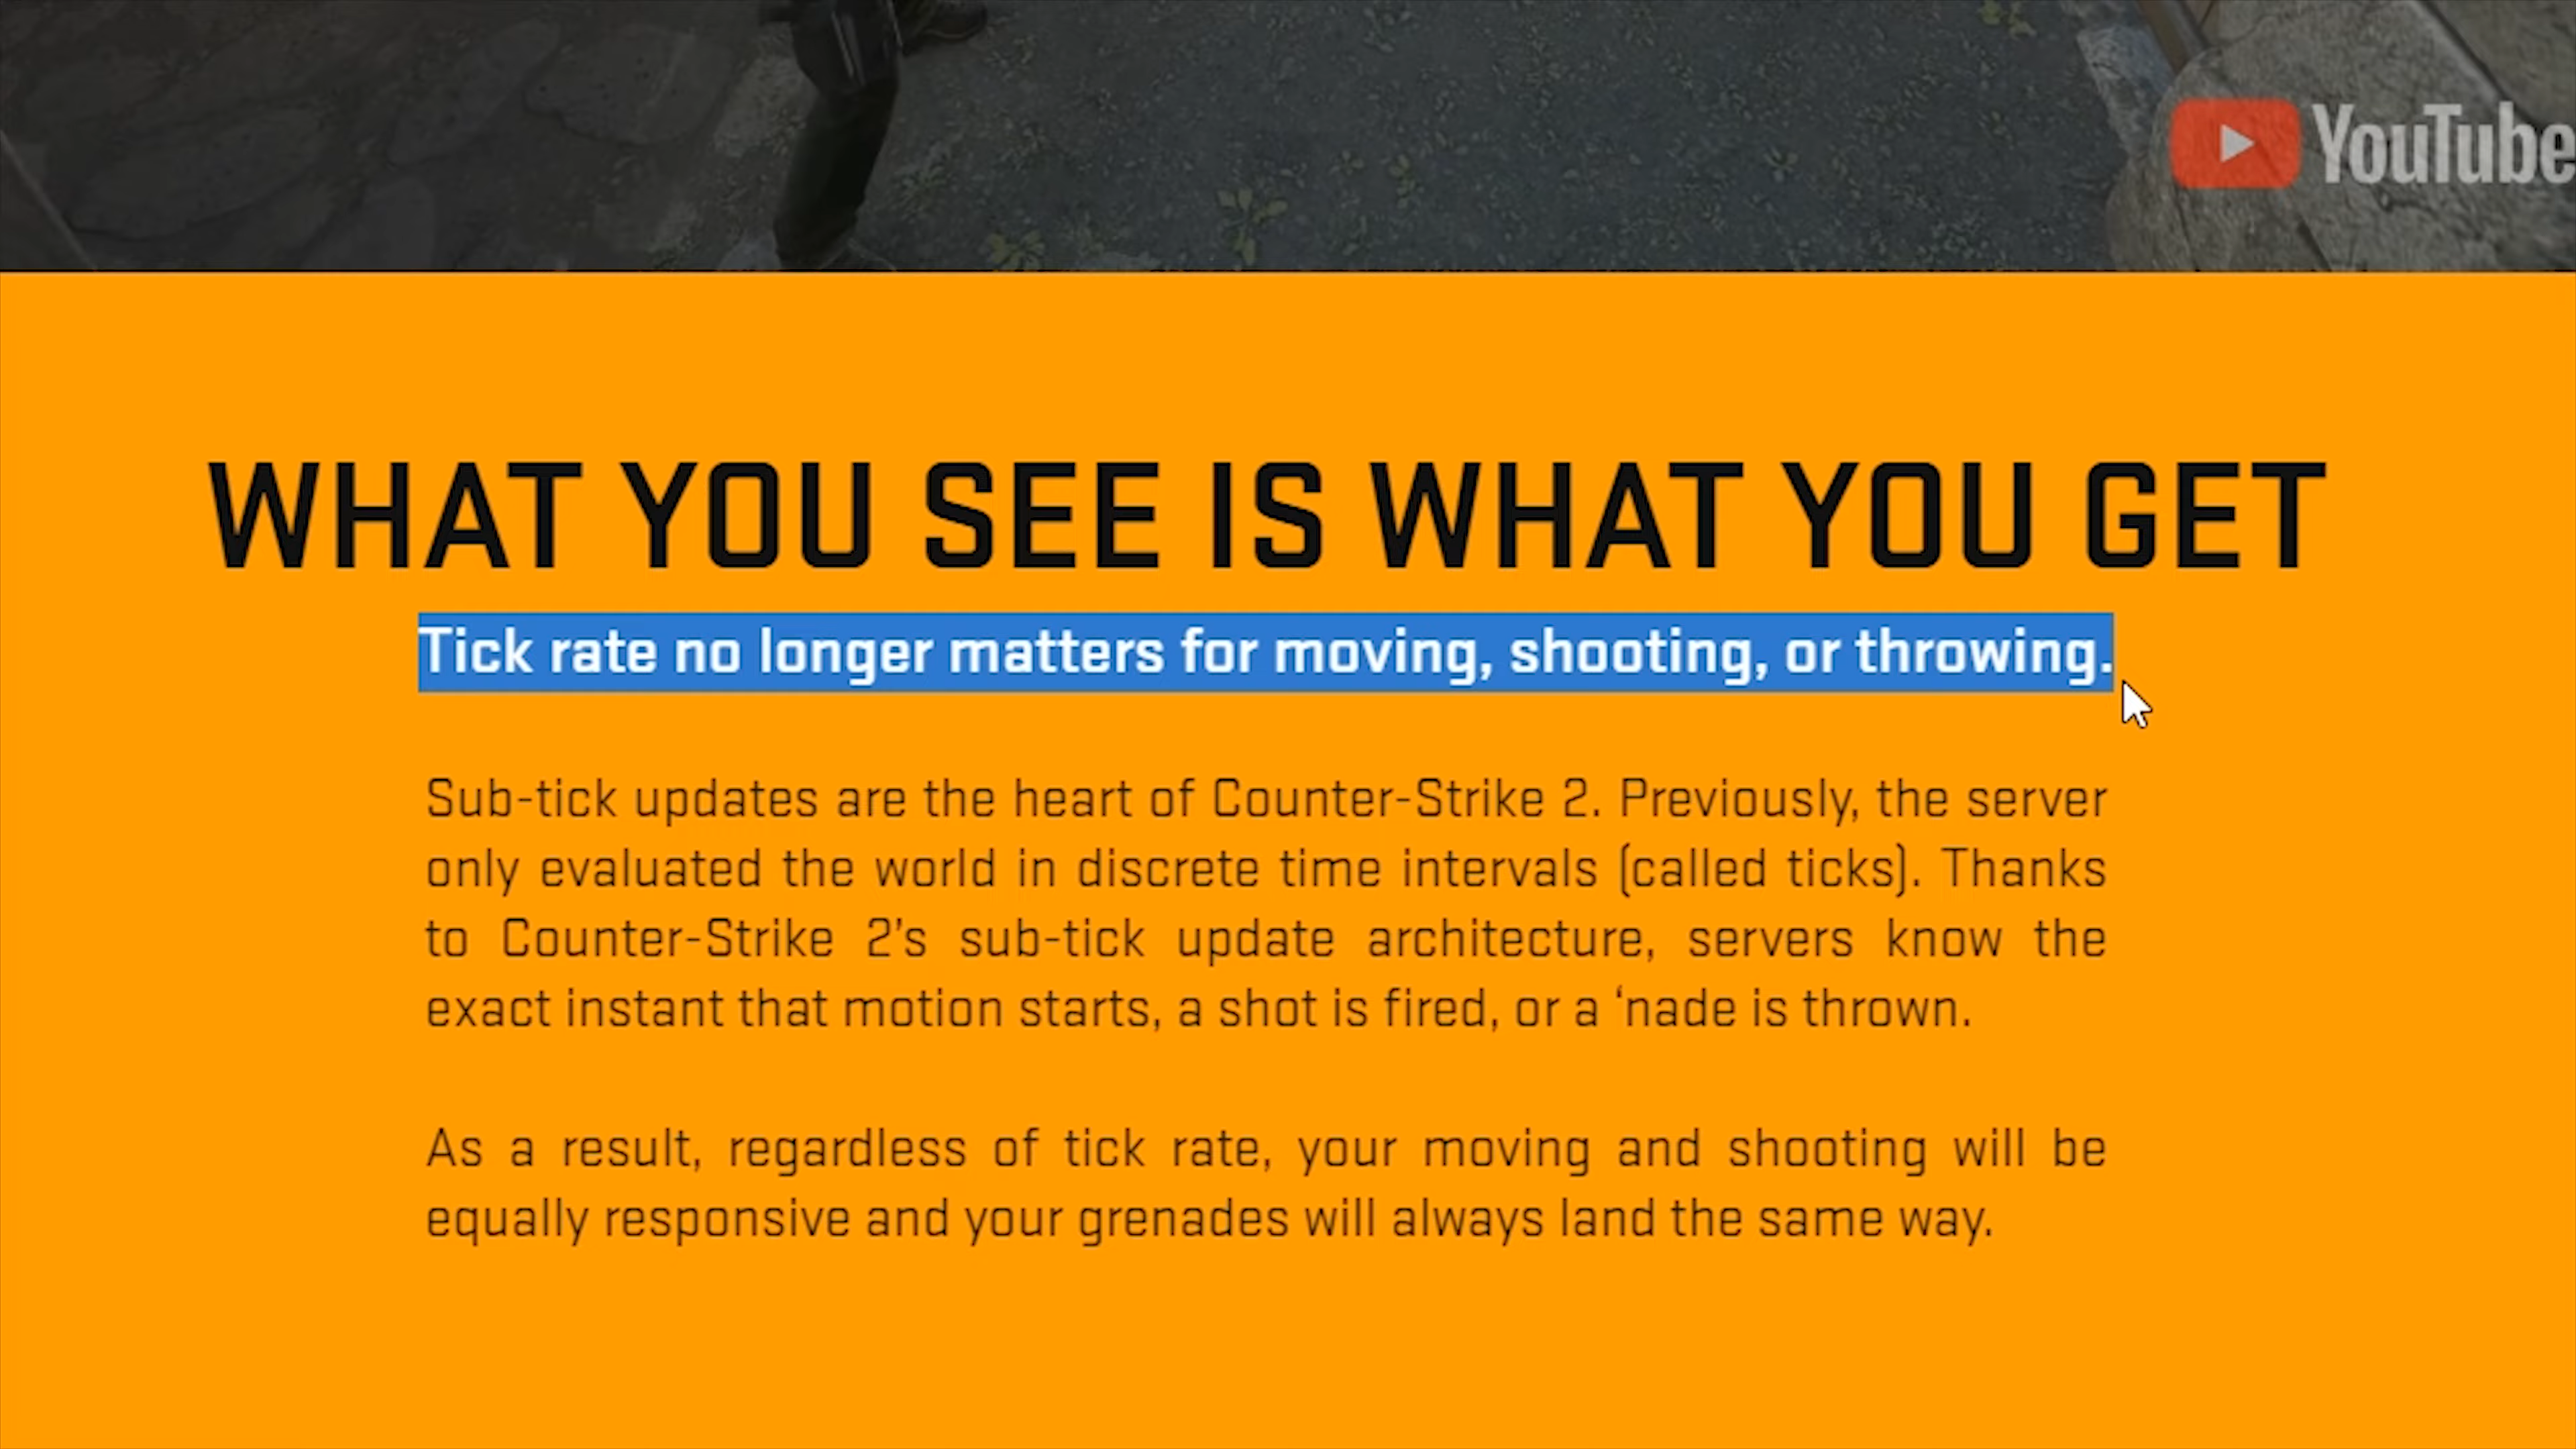 YouTube
WHAT YOU SEE IS WHAT YOU GET
Tick rate no longer matters for moving, shooting, or throwing.
Sub-tick updates are the heart of Counter-Strike 2. Previously, the server
only evaluated the world in discrete time intervals (called ticks). Thanks
to Counter-Strike 2’s sub-tick update architecture, servers know the
exact instant that motion starts, a shot is fired, or a ‘nade is thrown.
As a result, regardless of tick rate, your moving and shooting will be
equally responsive and your grenades will always land the same way.